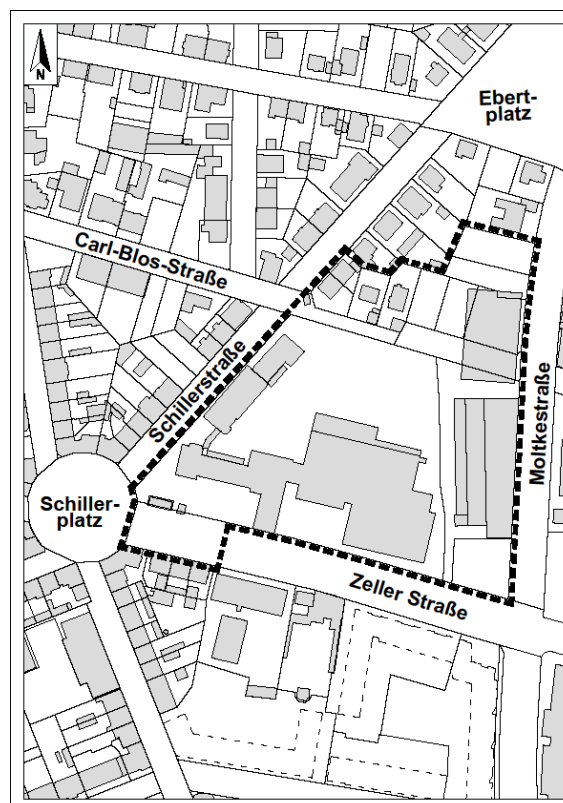 N
Ebert-
platz
Carl-Blos-Straße
Schillerstraße
Moltkestraße
Schiller-
platz
Zeller Straße